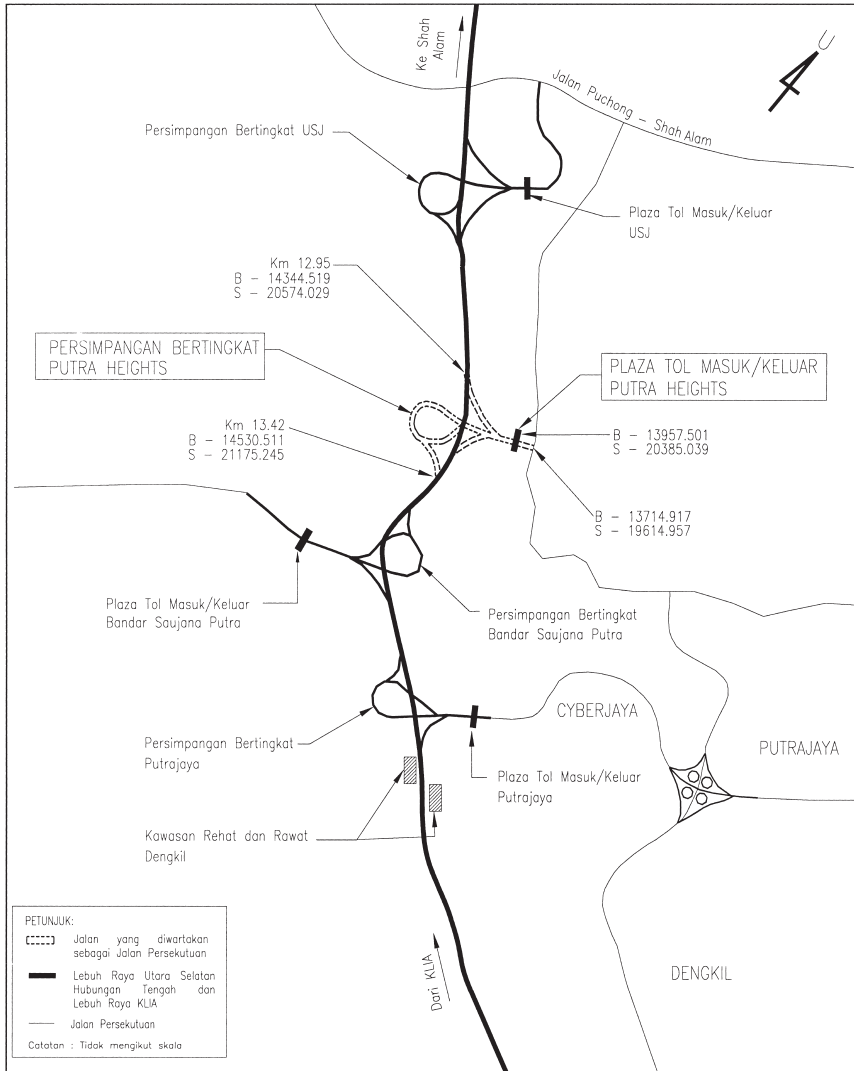 Ke Shah
Alam
U
Jalan Puchong - Shah Alam
Persimpangan Bertingkat USJ
Plaza Tol Masuk/Keluar
USJ
Km 12.95
B - 14344.519
S - 20574.029
PERSIMPANGAN BERTINGKAT
PUTRA HEIGHTS
PLAZA TOL MASUK/KELUAR
PUTRA HEIGHTS
Km 13.42
B - 14530.511
S - 21175.245
B - 13957.501
S - 20385.039
B - 13714.917
S - 19614.957
Plaza Tol Masuk/Keluar
Bandar Saujana Putra
Persimpangan Bertingkat
Bandar Saujana Putra
CYBERJAYA
PUTRAJAYA
Persimpangan Bertingkat
Putrajaya
Plaza Tol Masuk/Keluar
Putrajaya
Kawasan Rehat dan Rawat
Dengkil
Dari KLIA
DENGKIL
PETUNJUK:
Jalan yang diwartakan
sebagai Jalan Persekutuan
Lebuh Raya Utara Selatan
Hubungan Tengah dan
Lebuh Raya KLIA
Jalan Persekutuan
Catatan : Tidak mengikut skala